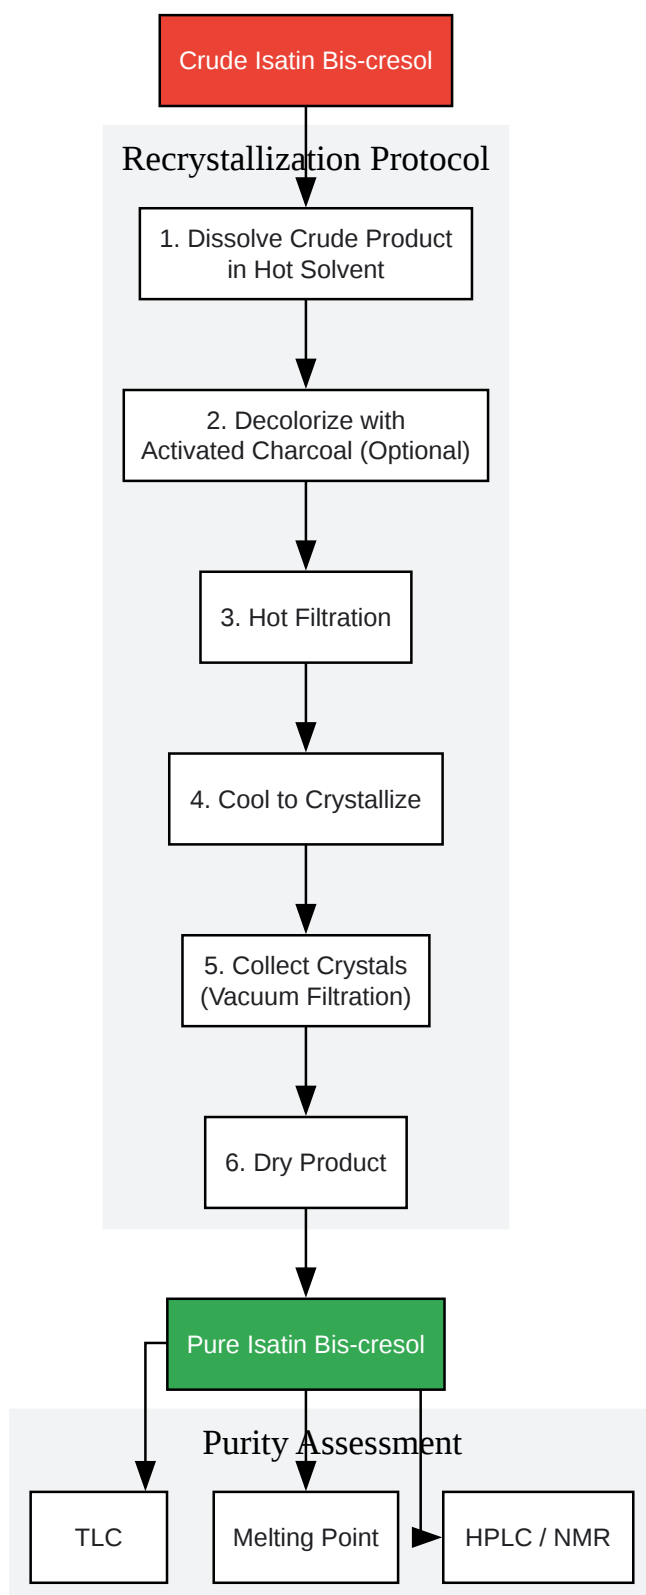 Crude Isatin Bis-cresol
Recrystallization Protocol
1. Dissolve Crude Product
in Hot Solvent
2. Decolorize with
Activated Charcoal (Optional)
3. Hot Filtration
4. Cool to Crystallize
5. Collect Crystals
(Vacuum Filtration)
6. Dry Product
Pure Isatin Bis-cresol
Purity Assessment
TLC
Melting Point
HPLC / NMR